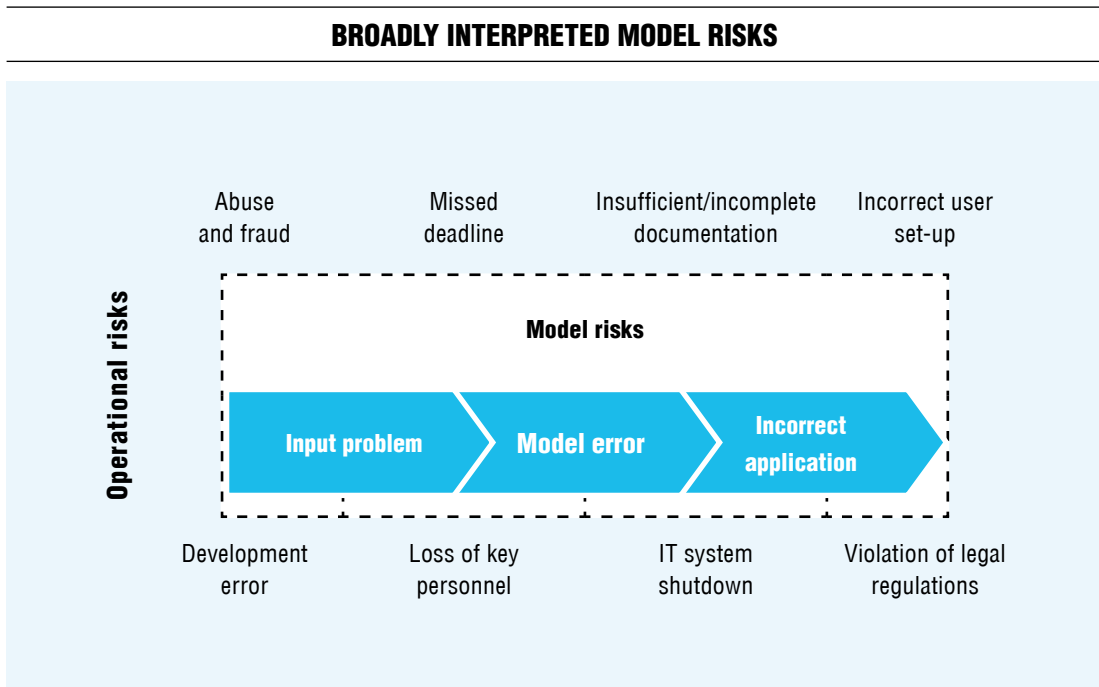 BROADLY INTERPRETED MODEL RISKS
Abuse
and fraud
Missed
deadline
Insufficient/incomplete
documentation
Incorrect user
set-up
Operational risks
Model risks
Input problem
Model error
Incorrect
application
Development
error
Loss of key
personnel
IT system
shutdown
Violation of legal
regulations